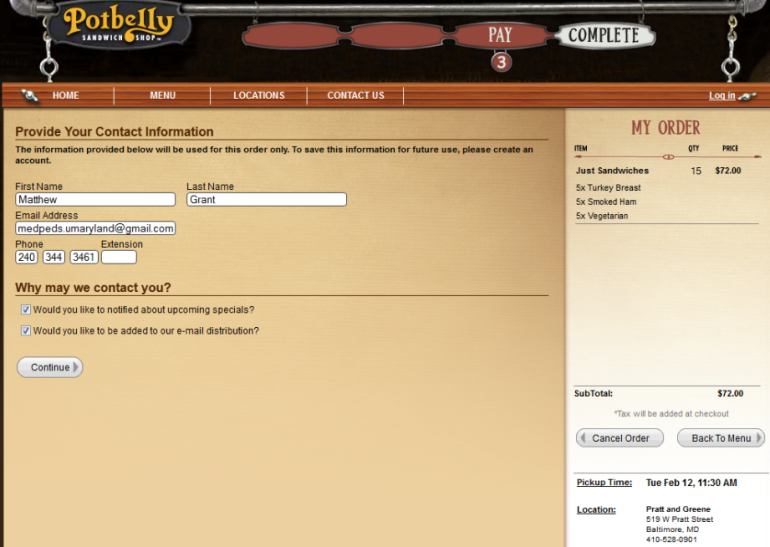 Potbelly
SANDWICH SHOP
PAY
COMPLETE
3
HOME
MENU
LOCATIONS
CONTACT US
Log in
Provide Your Contact Information
The information provided below will be used for this order only. To save this information for future use, please create an
account.
First Name
Last Name
Matthew
Grant
Email Address
medpeds.umaryland@gmail.com
Phone
Extension
240
344
3461
Why may we contact you?
Would you like to notified about upcoming specials?
Would you like to be added to our e-mail distribution?
Continue
MY ORDER
ITEM
QTY
PRICE
Just Sandwiches
15
$72.00
5x Turkey Breast
5x Smoked Ham
5x Vegetarian
SubTotal:
$72.00
*Tax will be added at checkout
Cancel Order
Back To Menu
Pickup Time:
Tue Feb 12, 11:30 AM
Location:
Pratt and Greene
519 W Pratt Street
Baltimore, MD
410-528-0901